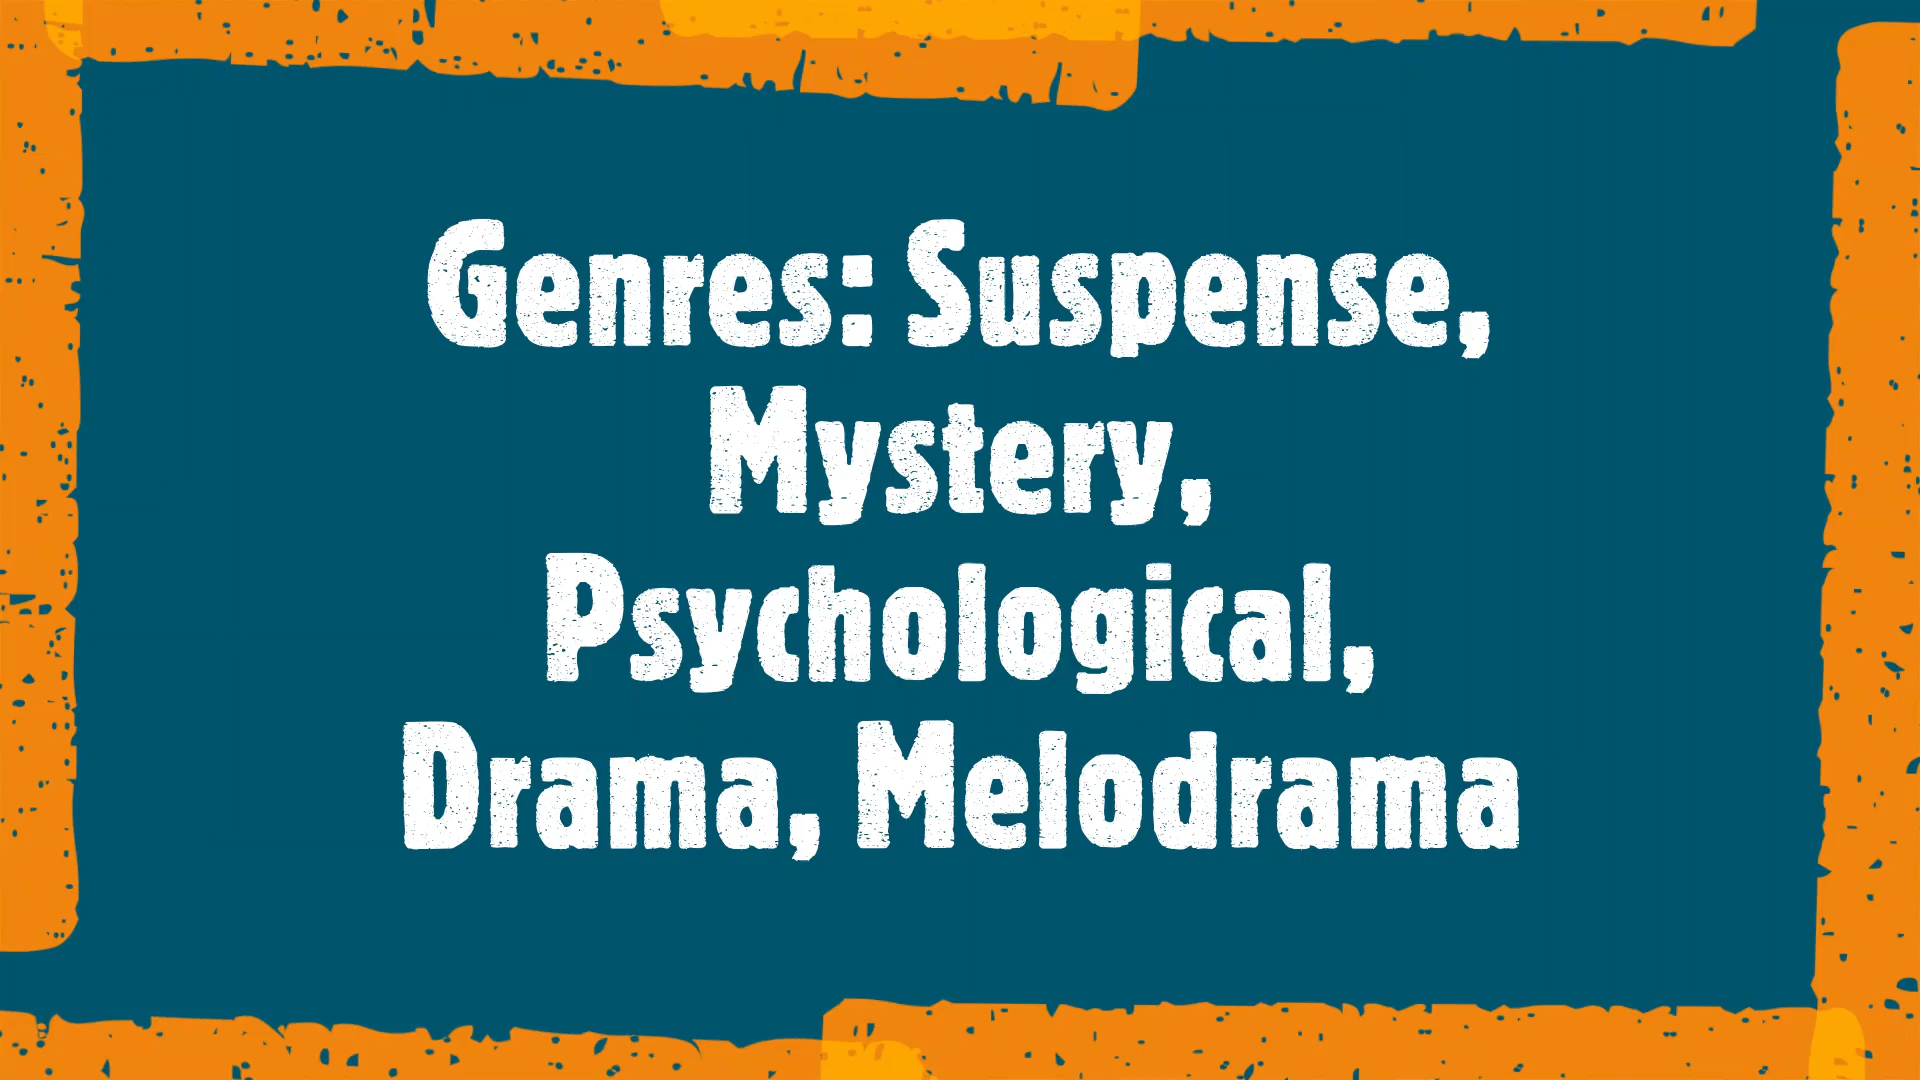 Genres: Suspense,
Mystery,
Psychological,
Drama, Melodrama